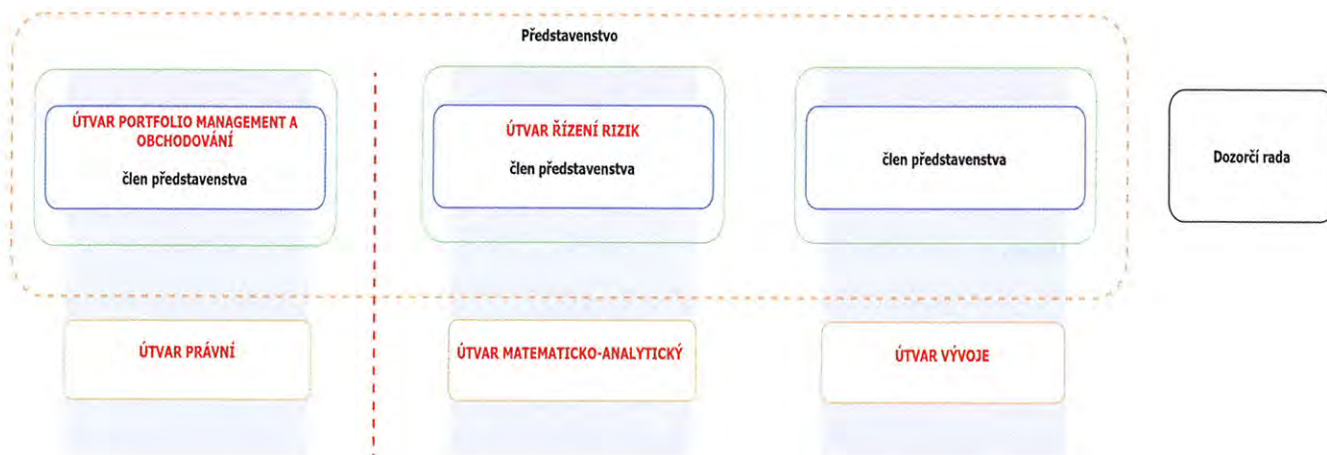 Představenstvo
ÚTVAR PORTFOLIO MANAGEMENT A
OBCHODOVÁNÍ
člen představenstva
ÚTVAR ŘÍZENÍ RIZIK
člen představenstva
člen představenstva
Dozorčí rada
ÚTVAR PRÁVNÍ
ÚTVAR MATEMATICKO-ANALYTICKÝ
ÚTVAR VÝVOJE